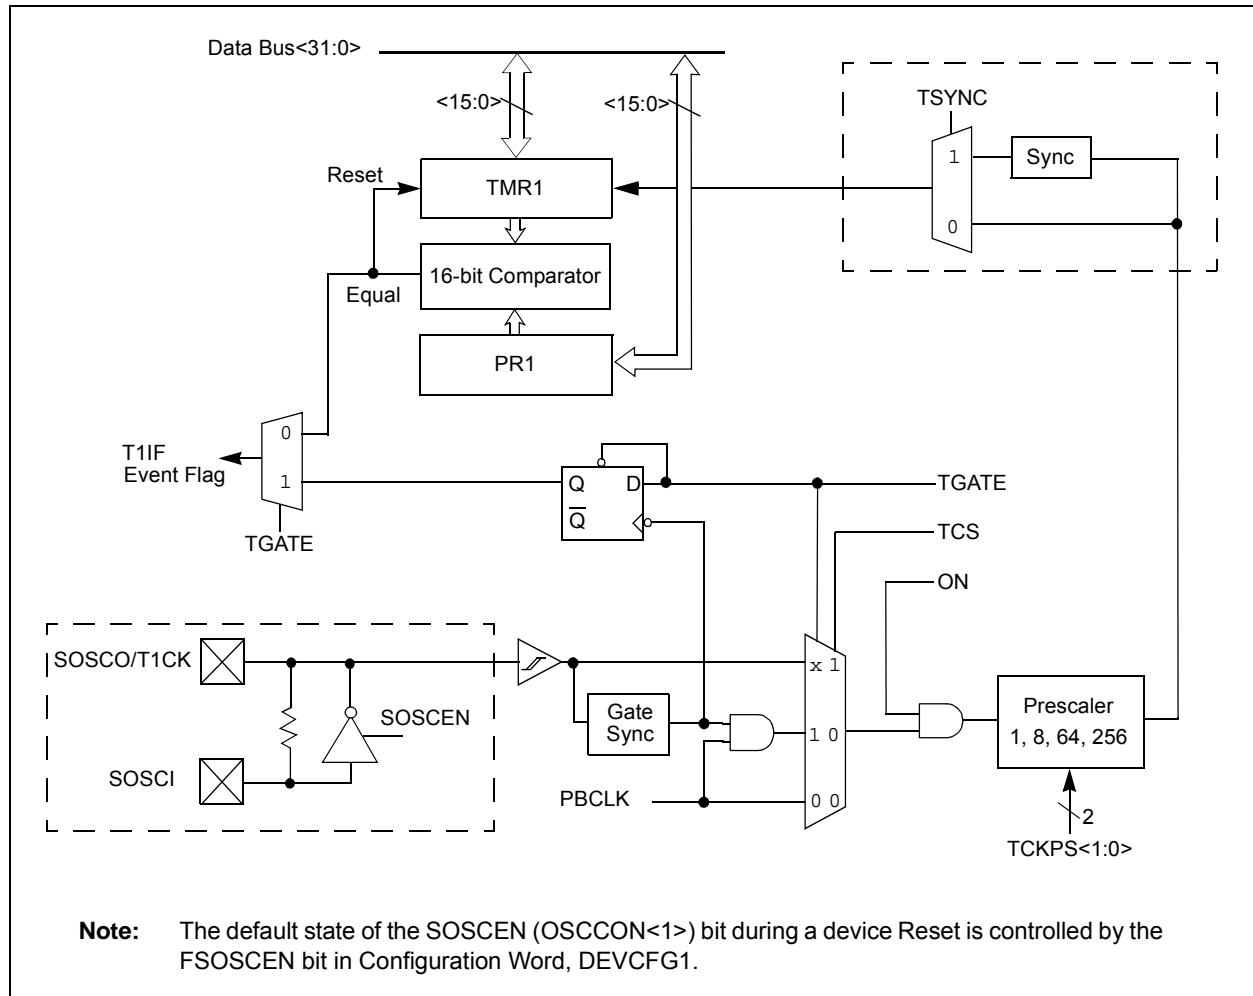 Data Bus<31:0>
<15:0>
<15:0>
TSYNC
1
Sync
Reset
TMR1
0
16-bit Comparator
Equal
PR1
0
T1IF
Event Flag
1
Q
D
TGATE
Q
TGATE
TCS
ON
SOSCO/T1CK
x 1
SOSCEN
Gate
Sync
1 0
Prescaler
1, 8, 64, 256
SOSCI
PBCLK
0 0
2
TCKPS<1:0>
Note: The default state of the SOSCEN (OSCCON<1>) bit during a device Reset is controlled by the
FSOSCEN bit in Configuration Word, DEVCFG1.